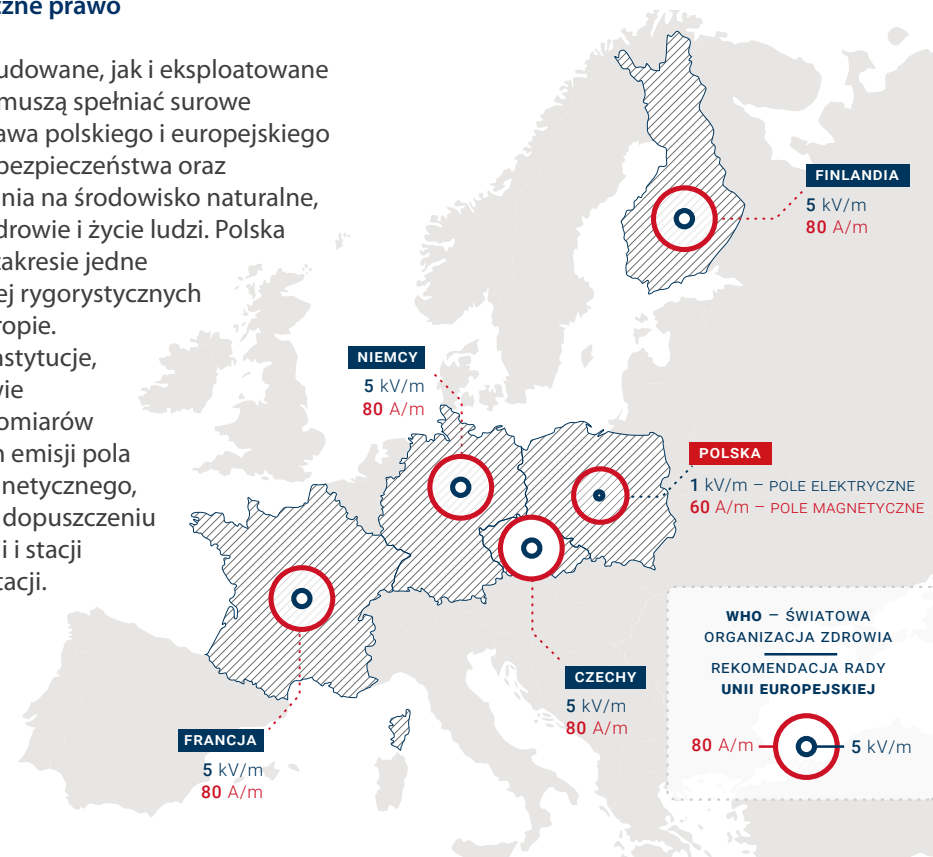 zne prawo
udowane, jak i eksploatowane
muszą spełniać surowe
awa polskiego i europejskiego
bezpieczeństwa oraz
nia na środowisko naturalne,
drowie i życie ludzi. Polska
zakresie jedne
ej rygorystycznych
ropie.
nstytucje,
wie
omiarów
n emisji pola
netycznego,
dopuszczeniu
i i stacji
tacji.
FINLANDIA
5 kV/m
80 A/m
NIEMCY
5 kV/m
80 A/m
POLSKA
1 kV/m – POLE ELEKTRYCZNE
60 A/m – POLE MAGNETYCZNE
CZECHY
5 kV/m
80 A/m
FRANCJA
5 kV/m
80 A/m
WHO – ŚWIATOWA
ORGANIZACJA ZDROWIA
REKOMENDACJA RADY
UNII EUROPEJSKIEJ
80 A/m 5 kV/m